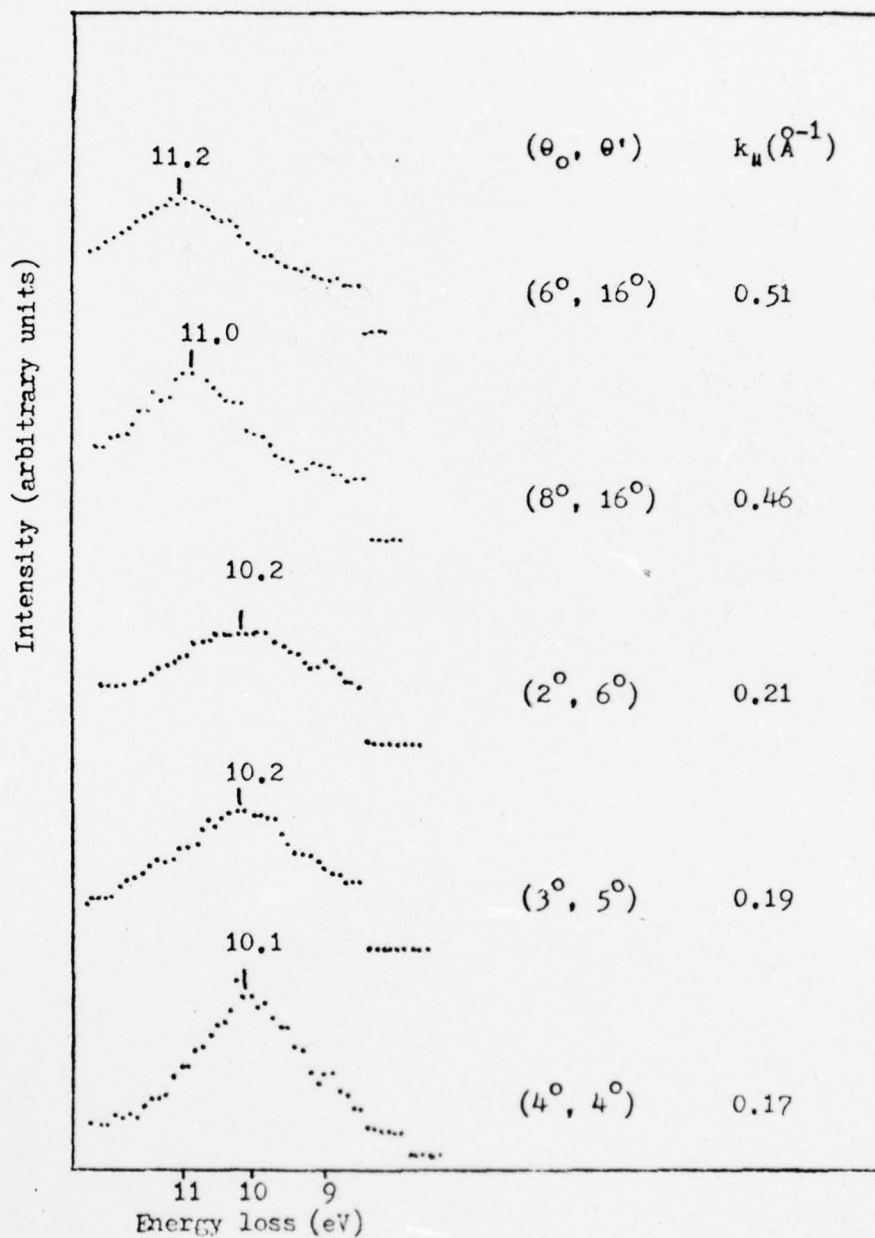 (θₒ, θ') kμ(Å⁻¹)
11.2
(6°, 16°) 0.51
11.0
(8°, 16°) 0.46
10.2
(2°, 6°) 0.21
10.2
(3°, 5°) 0.19
10.1
(4°, 4°) 0.17
Intensity (arbitrary units)
11 10 9
Energy loss (eV)